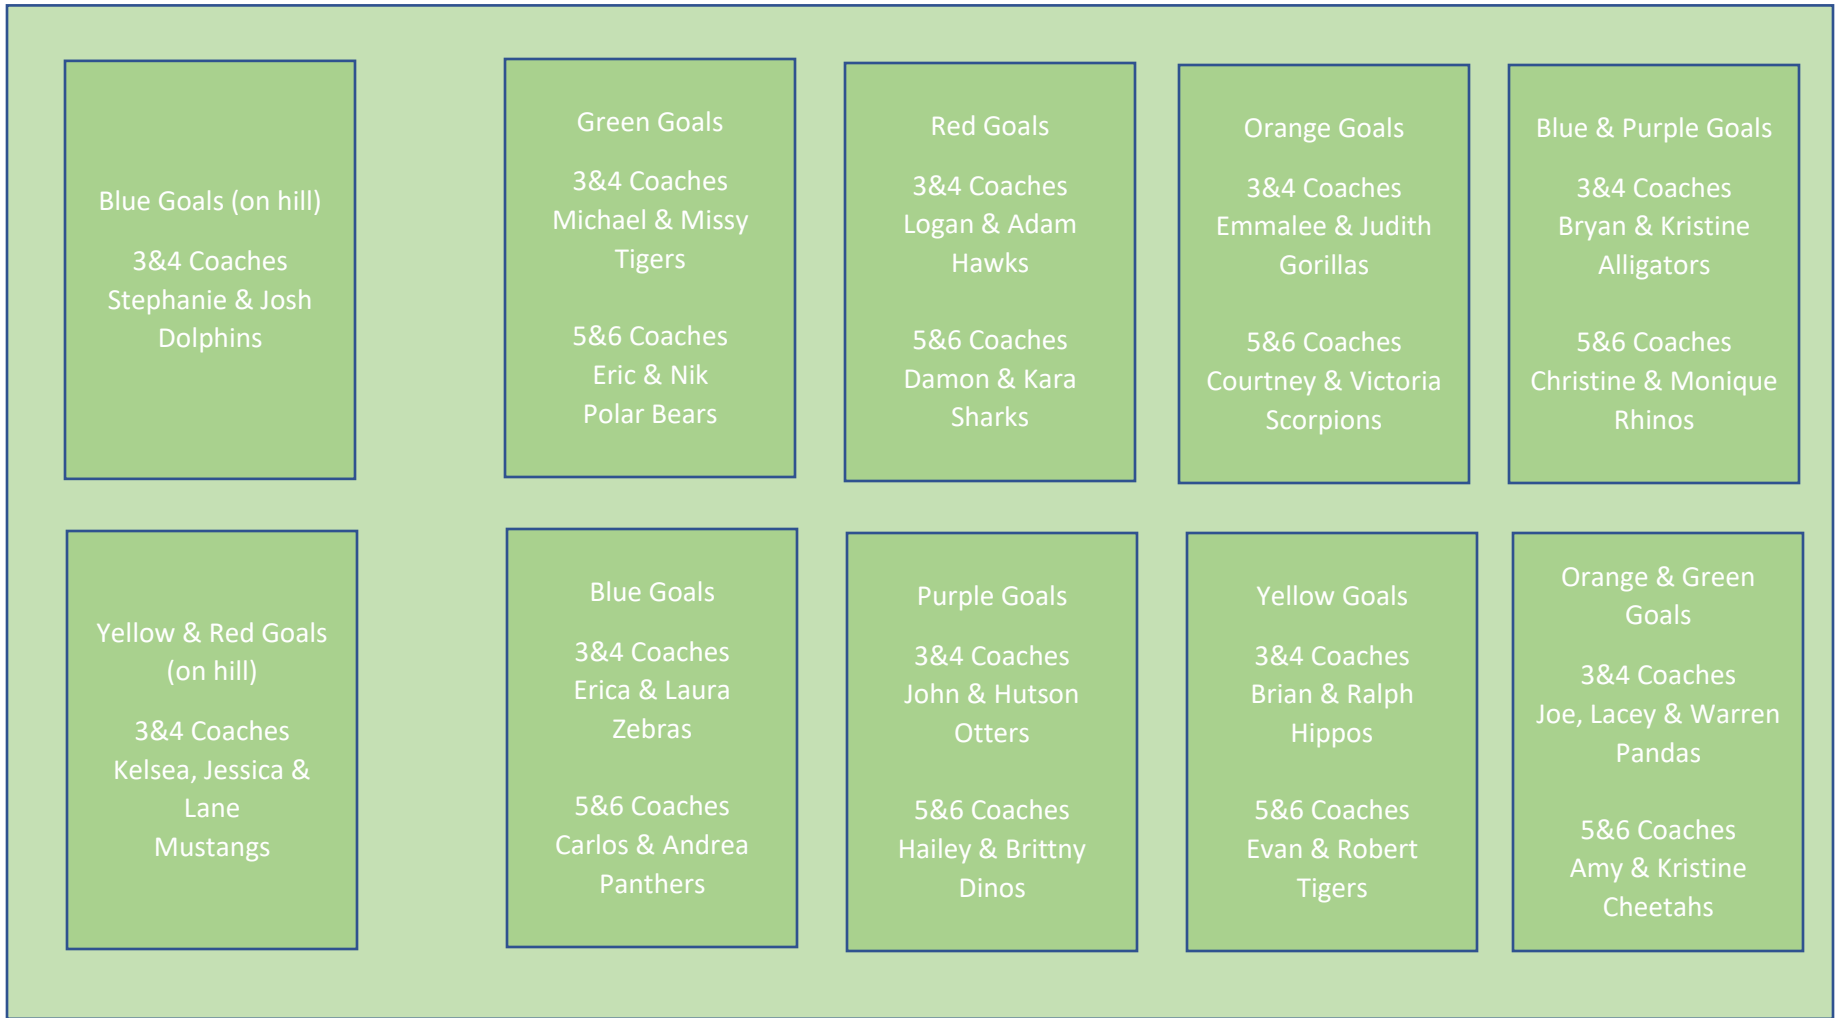 Blue Goals (on hill)
3&4 Coaches
Stephanie & Josh
Dolphins
Green Goals
3&4 Coaches
Michael & Missy
Tigers
5&6 Coaches
Eric & Nik
Polar Bears
Red Goals
3&4 Coaches
Logan & Adam
Hawks
5&6 Coaches
Damon & Kara
Sharks
Orange Goals
3&4 Coaches
Emmalee & Judith
Gorillas
5&6 Coaches
Courtney & Victoria
Scorpions
Blue & Purple Goals
3&4 Coaches
Bryan & Kristine
Alligators
5&6 Coaches
Christine & Monique
Rhinos
Yellow & Red Goals
(on hill)
3&4 Coaches
Kelsea, Jessica &
Lane
Mustangs
Blue Goals
3&4 Coaches
Erica & Laura
Zebras
5&6 Coaches
Carlos & Andrea
Panthers
Purple Goals
3&4 Coaches
John & Hutson
Otters
5&6 Coaches
Hailey & Brittny
Dinos
Yellow Goals
3&4 Coaches
Brian & Ralph
Hippos
5&6 Coaches
Evan & Robert
Tigers
Orange & Green
Goals
3&4 Coaches
Joe, Lacey & Warren
Pandas
5&6 Coaches
Amy & Kristine
Cheetahs